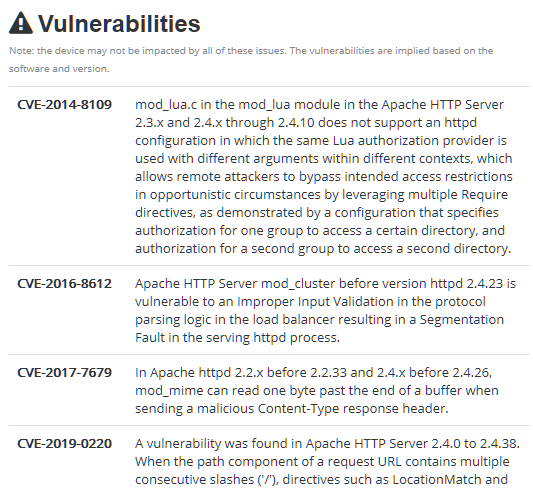 Vulnerabilities
Note: the device may not be impacted by all of these issues. The vulnerabilities are implied based on the
software and version.
CVE-2014-8109
mod_lua.c in the mod_lua module in the Apache HTTP Server
2.3.x and 2.4.x through 2.4.10 does not support an httpd
configuration in which the same Lua authorization provider is
used with different arguments within different contexts, which
allows remote attackers to bypass intended access restrictions
in opportunistic circumstances by leveraging multiple Require
directives, as demonstrated by a configuration that specifies
authorization for one group to access a certain directory, and
authorization for a second group to access a second directory.
CVE-2016-8612
Apache HTTP Server mod_cluster before version httpd 2.4.23 is
vulnerable to an Improper Input Validation in the protocol
parsing logic in the load balancer resulting in a Segmentation
Fault in the serving httpd process.
CVE-2017-7679
In Apache httpd 2.2.x before 2.2.33 and 2.4.x before 2.4.26,
mod_mime can read one byte past the end of a buffer when
sending a malicious Content-Type response header.
CVE-2019-0220
A vulnerability was found in Apache HTTP Server 2.4.0 to 2.4.38.
When the path component of a request URL contains multiple
consecutive slashes ('/'), directives such as LocationMatch and